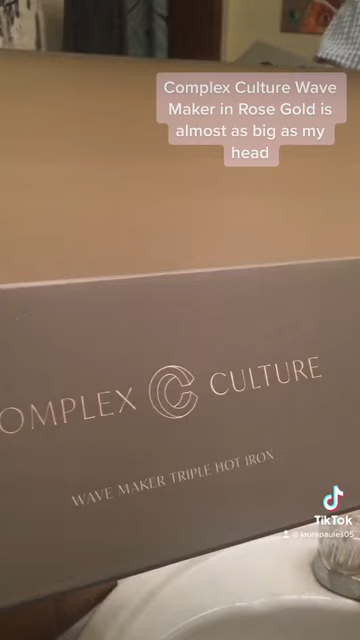 Complex Culture Wave
Maker in Rose Gold is
almost as big as my
head
OMPLEX CULTURE
WAVE MAKER TRIPLE HOT IRON
TikTok
@laurepaules05